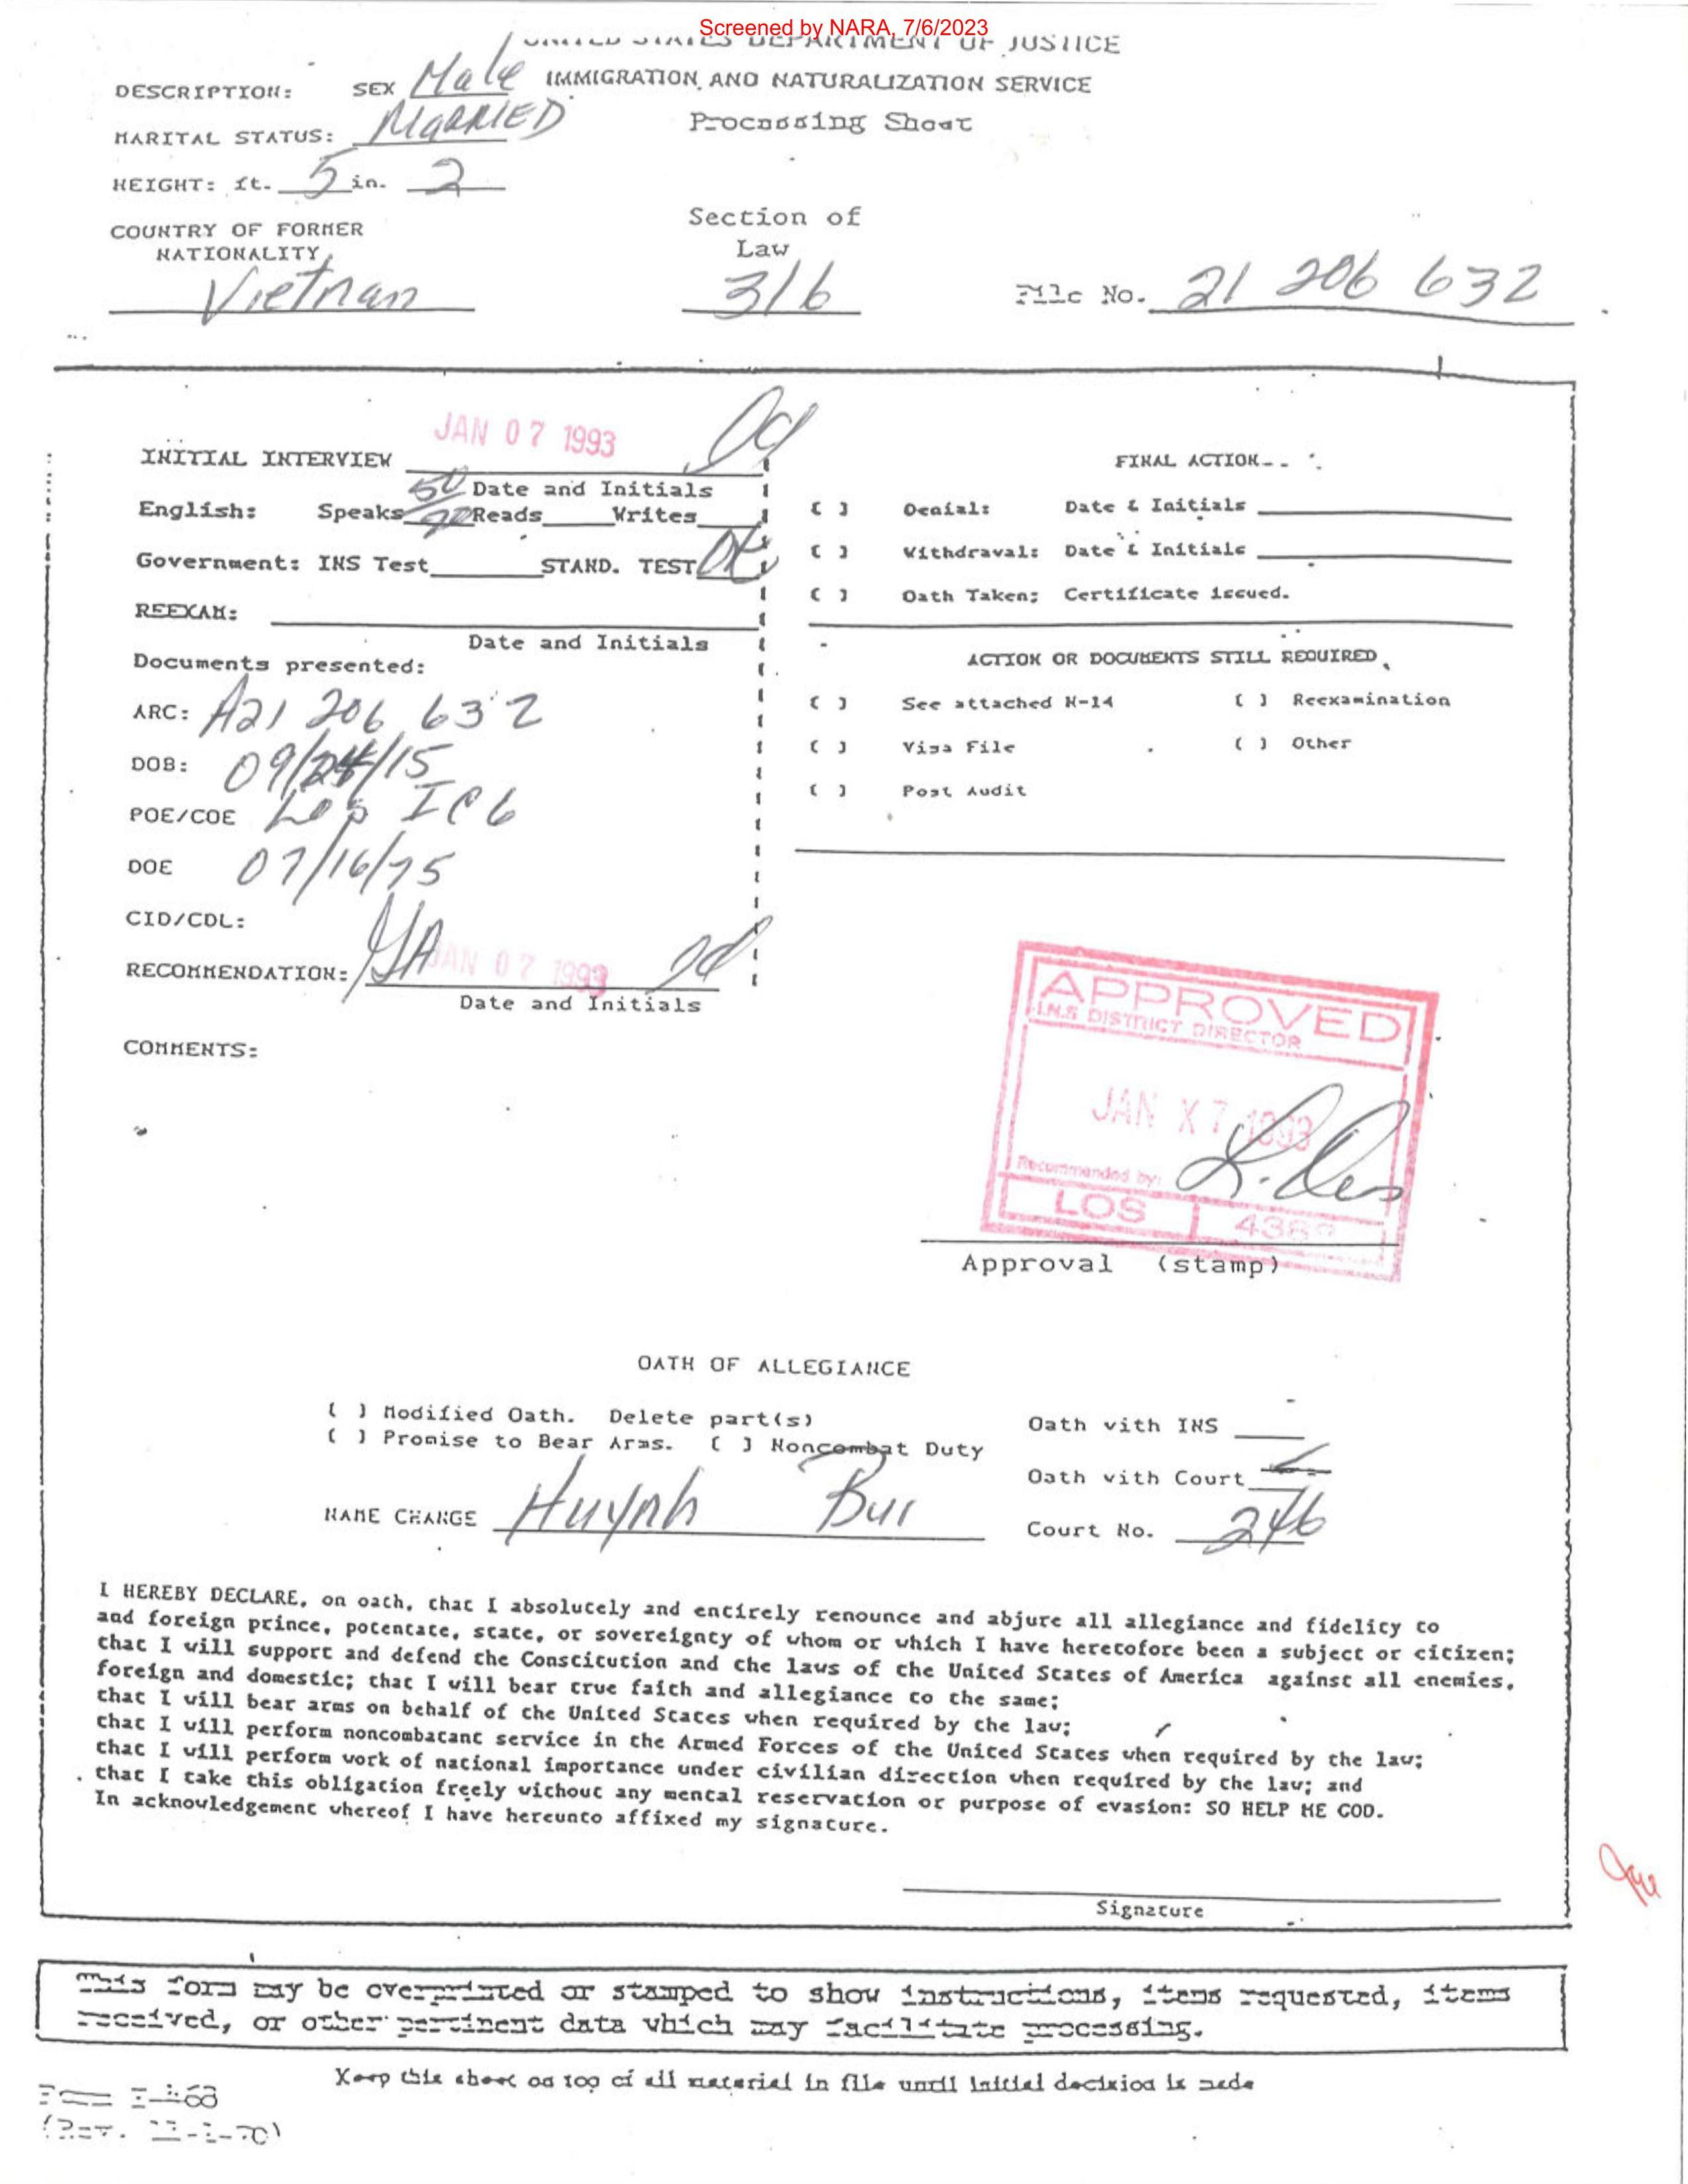 Screened by NARA, 7/6/2023
UNITED STATES DEPARTMENT OF JUSTICE
DESCRIPTION: SEX Male IMMIGRATION AND NATURALIZATION SERVICE
MARITAL STATUS: MARRIED Processing Sheet
HEIGHT: ft. 5 in. 2
COUNTRY OF FORMER NATIONALITY Vietnam
Section of Law 316
File No. 21 206 632
INITIAL INTERVIEW JAN 07 1993
Date and Initials
English: Speaks Reads Writes
Government: INS Test STAND. TEST OK
REEXAM:
Date and Initials
Documents presented:
ARC: A21 206 632
DOB: 09/24/15
POE/COE Los IC6
DOE 07/16/75
CID/CDL:
RECOMMENDATION: JAN 07 1993
Date and Initials
COMMENTS:
FINAL ACTION
( ) Denial: Date & Initials
( ) Withdrawal: Date & Initials
( ) Oath Taken; Certificate issued.
ACTION OR DOCUMENTS STILL REQUIRED
( ) See attached N-14 ( ) Reexamination
( ) Visa File ( ) Other
( ) Post Audit
APPROVED
I.N.S DISTRICT DIRECTOR
JAN X7 1993
Recommended by:
LOS
Approval (stamp)
OATH OF ALLEGIANCE
( ) Modified Oath. Delete part(s)
( ) Promise to Bear Arms. ( ) Noncombat Duty
Oath with INS
Oath with Court
NAME CHANGE Huynh Bui
Court No. 246
I HEREBY DECLARE, on oath, that I absolutely and entirely renounce and abjure all allegiance and fidelity to
and foreign prince, potentate, state, or sovereignty of whom or which I have heretofore been a subject or citizen;
that I will support and defend the Constitution and the laws of the United States of America against all enemies,
foreign and domestic; that I will bear true faith and allegiance to the same;
that I will bear arms on behalf of the United States when required by the law;
that I will perform noncombatant service in the Armed Forces of the United States when required by the law;
that I will perform work of national importance under civilian direction when required by the law; and
that I take this obligation freely without any mental reservation or purpose of evasion: SO HELP ME GOD.
In acknowledgement whereof I have hereunto affixed my signature.
Signature
This form may be overprinted or stamped to show instructions, items requested, items
received, or other pertinent data which may facilitate processing.
Keep this sheet on top of all material in file until initial decision is made